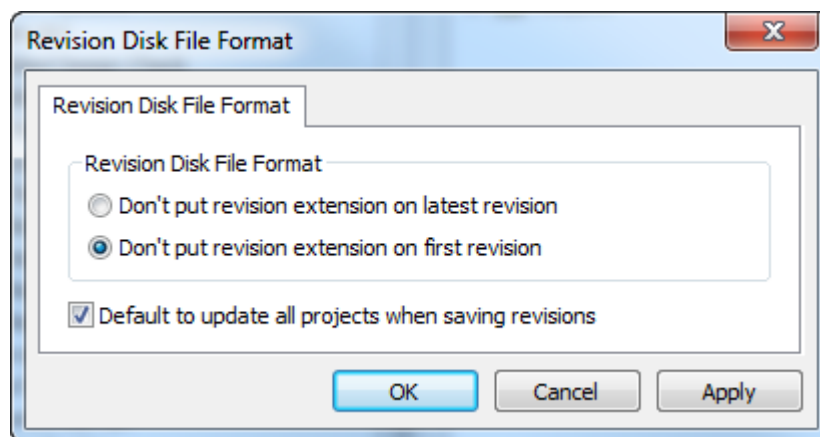 Revision Disk File Format
Revision Disk File Format
Revision Disk File Format
Don't put revision extension on latest revision
Don't put revision extension on first revision
Default to update all projects when saving revisions
OK Cancel Apply